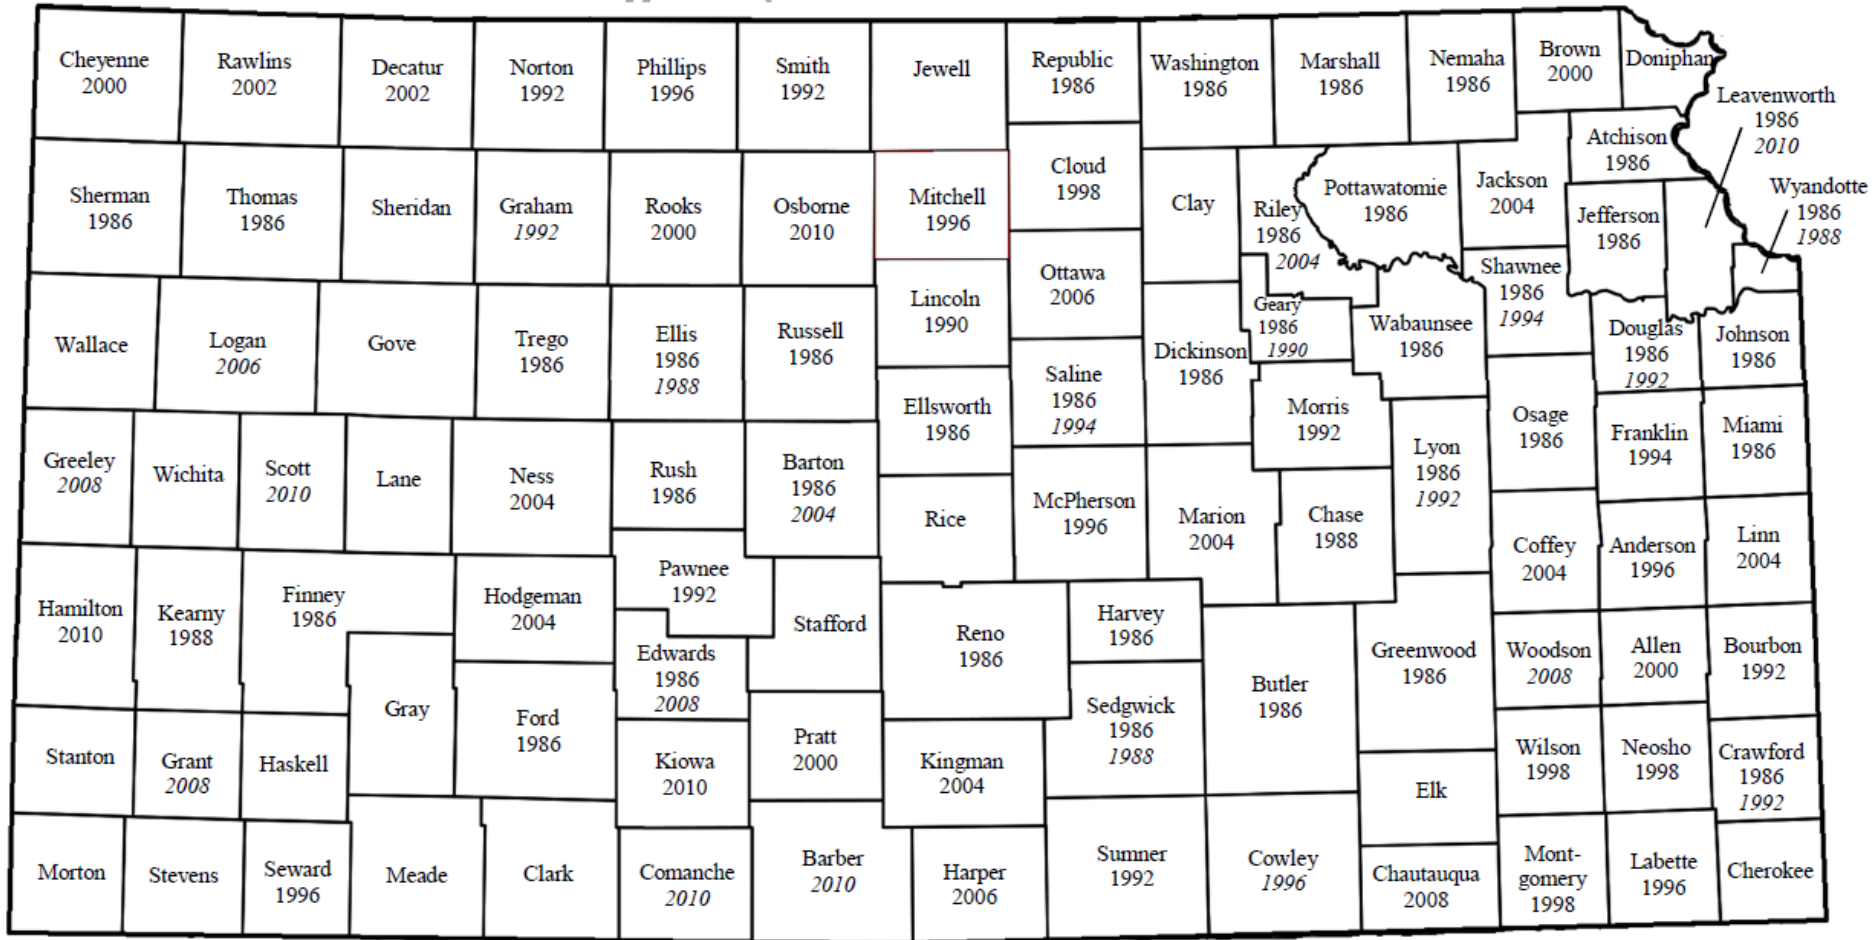 Cheyenne
2000
Rawlins
2002
Decatur
2002
Norton
1992
Phillips
1996
Smith
1992
Jewell
Republic
1986
Washington
1986
Marshall
1986
Nemaha
1986
Brown
2000
Doniphan
Leavenworth
1986
2010
Atchison
1986
Wyandotte
1986
1988
Sherman
1986
Thomas
1986
Sheridan
Graham
1992
Rooks
2000
Osborne
2010
Mitchell
1996
Cloud
1998
Clay
Riley
1986
2004
Pottawatomie
1986
Jackson
2004
Jefferson
1986
Ottawa
2006
Shawnee
1986
1994
Wallace
Logan
2006
Gove
Trego
1986
Ellis
1986
1988
Russell
1986
Lincoln
1990
Saline
1986
1994
Dickinson
1986
Geary
1986
1990
Wabaunsee
1986
Douglas
1986
1992
Johnson
1986
Ellsworth
1986
Morris
1992
Osage
1986
Franklin
1994
Miami
1986
Greeley
2008
Wichita
Scott
2010
Lane
Ness
2004
Rush
1986
Barton
1986
2004
Rice
McPherson
1996
Marion
2004
Chase
1988
Lyon
1986
1992
Coffey
2004
Anderson
1996
Linn
2004
Hamilton
2010
Kearny
1988
Finney
1986
Hodgeman
2004
Pawnee
1992
Stafford
Reno
1986
Harvey
1986
Edwards
1986
2008
Butler
1986
Greenwood
1986
Woodson
2008
Allen
2000
Bourbon
1992
Gray
Ford
1986
Sedgwick
1986
1988
Stanton
Grant
2008
Haskell
Kiowa
2010
Pratt
2000
Kingman
2004
Elk
Wilson
1998
Neosho
1998
Crawford
1986
1992
Morton
Stevens
Seward
1996
Meade
Clark
Comanche
2010
Barber
2010
Harper
2006
Sumner
1992
Cowley
1996
Chautauqua
2008
Mont-
gomery
1998
Labette
1996
Cherokee